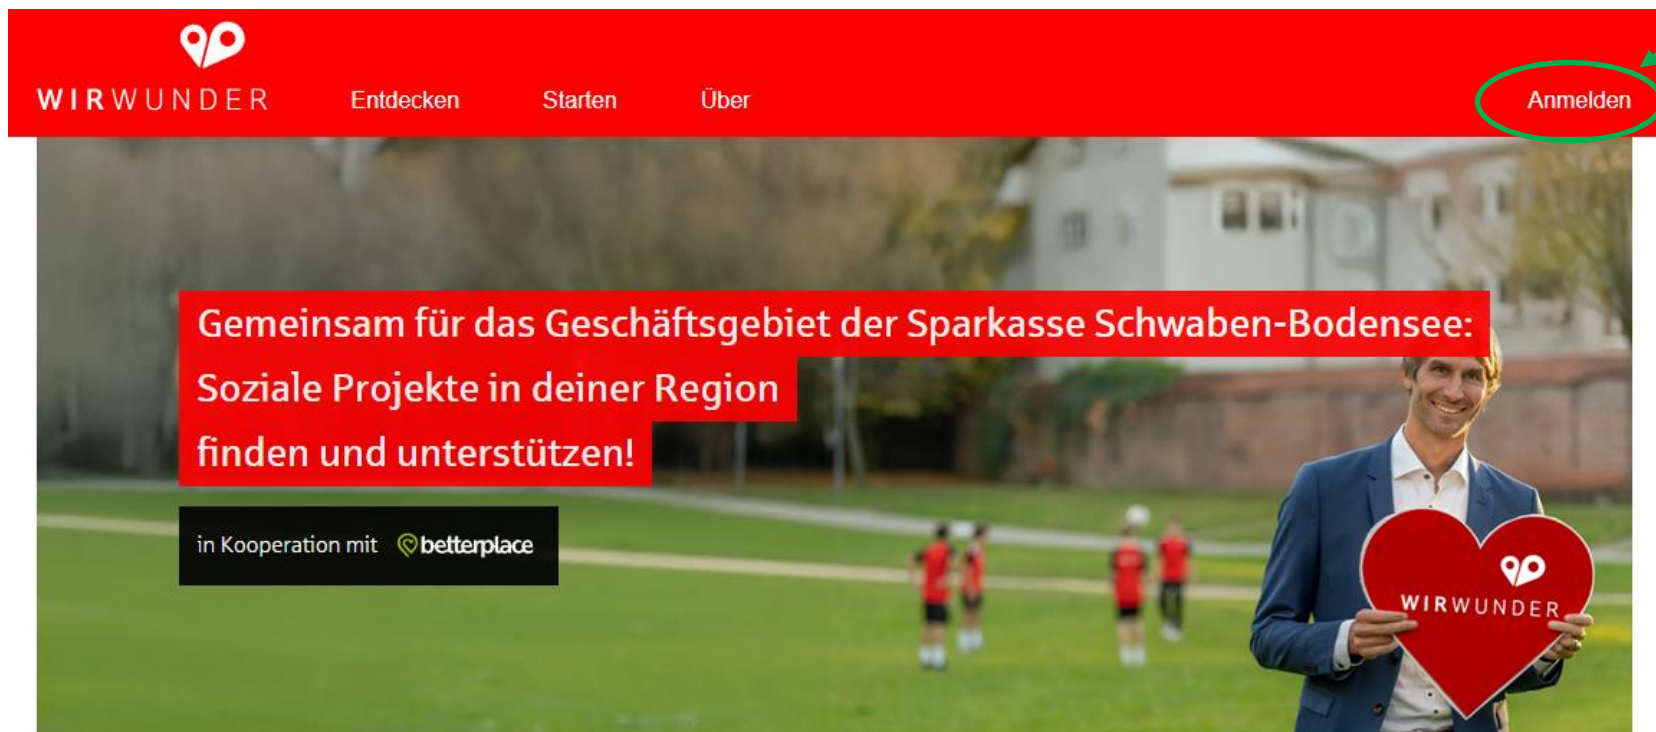 WIRWUNDER
Entdecken
Starten
Über
Anmelden
Gemeinsam für das Geschäftsgebiet der Sparkasse Schwaben-Bodensee:
Soziale Projekte in deiner Region
finden und unterstützen!
in Kooperation mit betterplace
WIRWUNDER